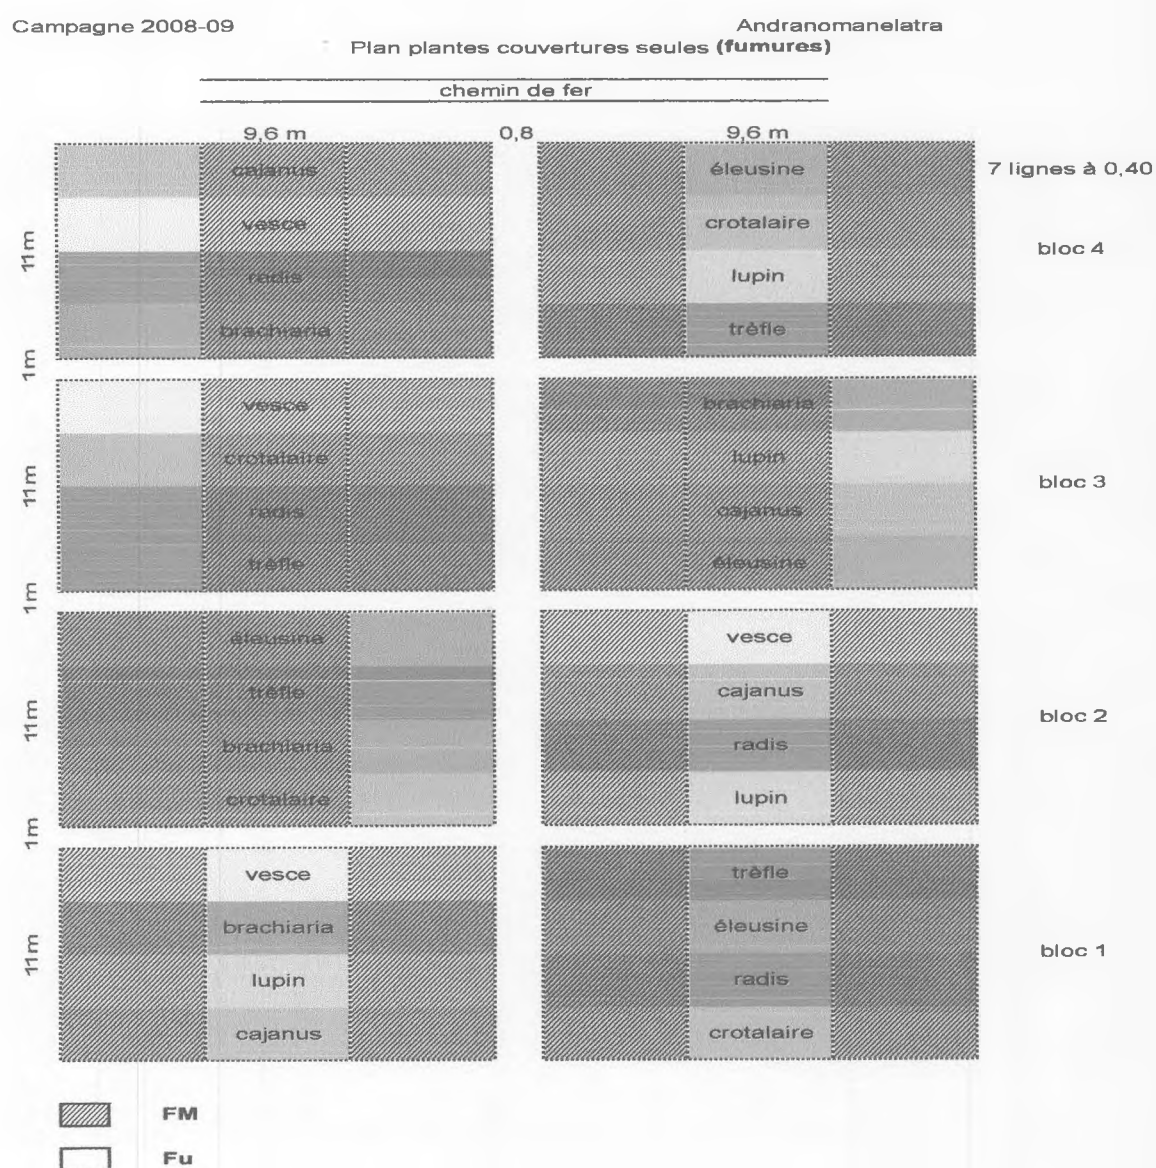 Campagne 2008-09
Andranomanelatra
Plan plantes couvertures seules (fumures)
chemin de fer
9,6 m
0,8
9,6 m
cajanus
éleusine
7 lignes à 0,40
vesce
crotalaire
11m
bloc 4
radis
lupin
brachiaria
trèfle
1m
vesce
brachiaria
crotalaire
lupin
11m
bloc 3
radis
cajanus
trèfle
éleusine
1m
éleusine
vesce
trèfle
cajanus
11m
bloc 2
brachiaria
radis
crotalaire
lupin
1m
vesce
trèfle
brachiaria
éleusine
11m
bloc 1
lupin
radis
cajanus
crotalaire
FM
Fu